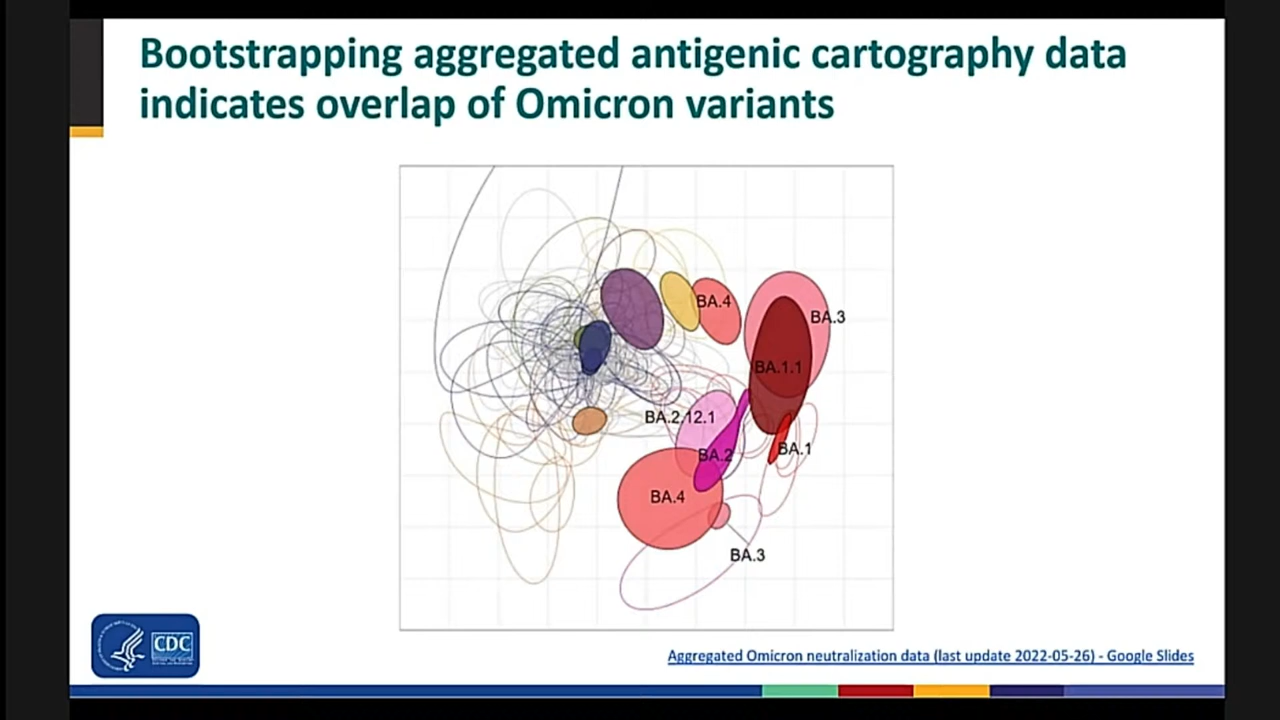 Bootstrapping aggregated antigenic cartography data
indicates overlap of Omicron variants
BA.4
BA.3
BA.1.1
BA.2.12.1
BA.1
BA.2
BA.4
BA.3
CDC
Aggregated Omicron neutralization data (last update 2022-05-26) - Google Slides